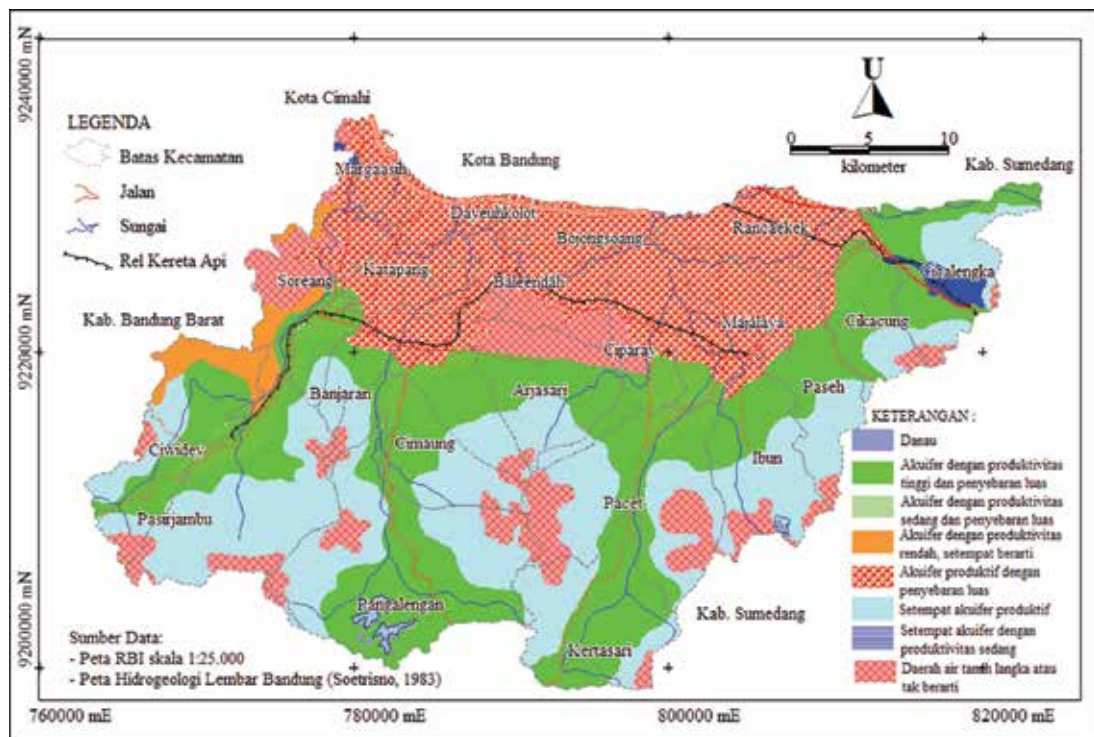 U
0 5 10
kilometer
Kota Cimahi
Kota Bandung
Kab. Sumedang
Kab. Bandung Barat
Kab. Sumedang
LEGENDA
Batas Kecamatan
Jalan
Sungai
Rel Kereta Api
Margaasih
Dayeuhkolot
Bojongsoang
Rancaekek
Cicalengka
Soreang
Katapang
Baleendah
Majalaya
Cikacung
Ciparay
Banjaran
Arjasari
Paseh
Ciwidey
Cimaung
Ibun
Pasirjambu
Pacet
Pangalengan
Kertasari
KETERANGAN :
Danau
Akuifer dengan produktivitas
tinggi dan penyebaran luas
Akuifer dengan produktivitas
sedang dan penyebaran luas
Akuifer dengan produktivitas
rendah, setempat berarti
Akuifer produktif dengan
penyebaran luas
Setempat akuifer produktif
Setempat akuifer dengan
produktivitas sedang
Daerah air tanah langka atau
tak berarti
Sumber Data:
- Peta RBI skala 1:25.000
- Peta Hidrogeologi Lembar Bandung (Soetrisno, 1983)
9240000 mN
9220000 mN
9200000 mN
760000 mE
780000 mE
800000 mE
820000 mE